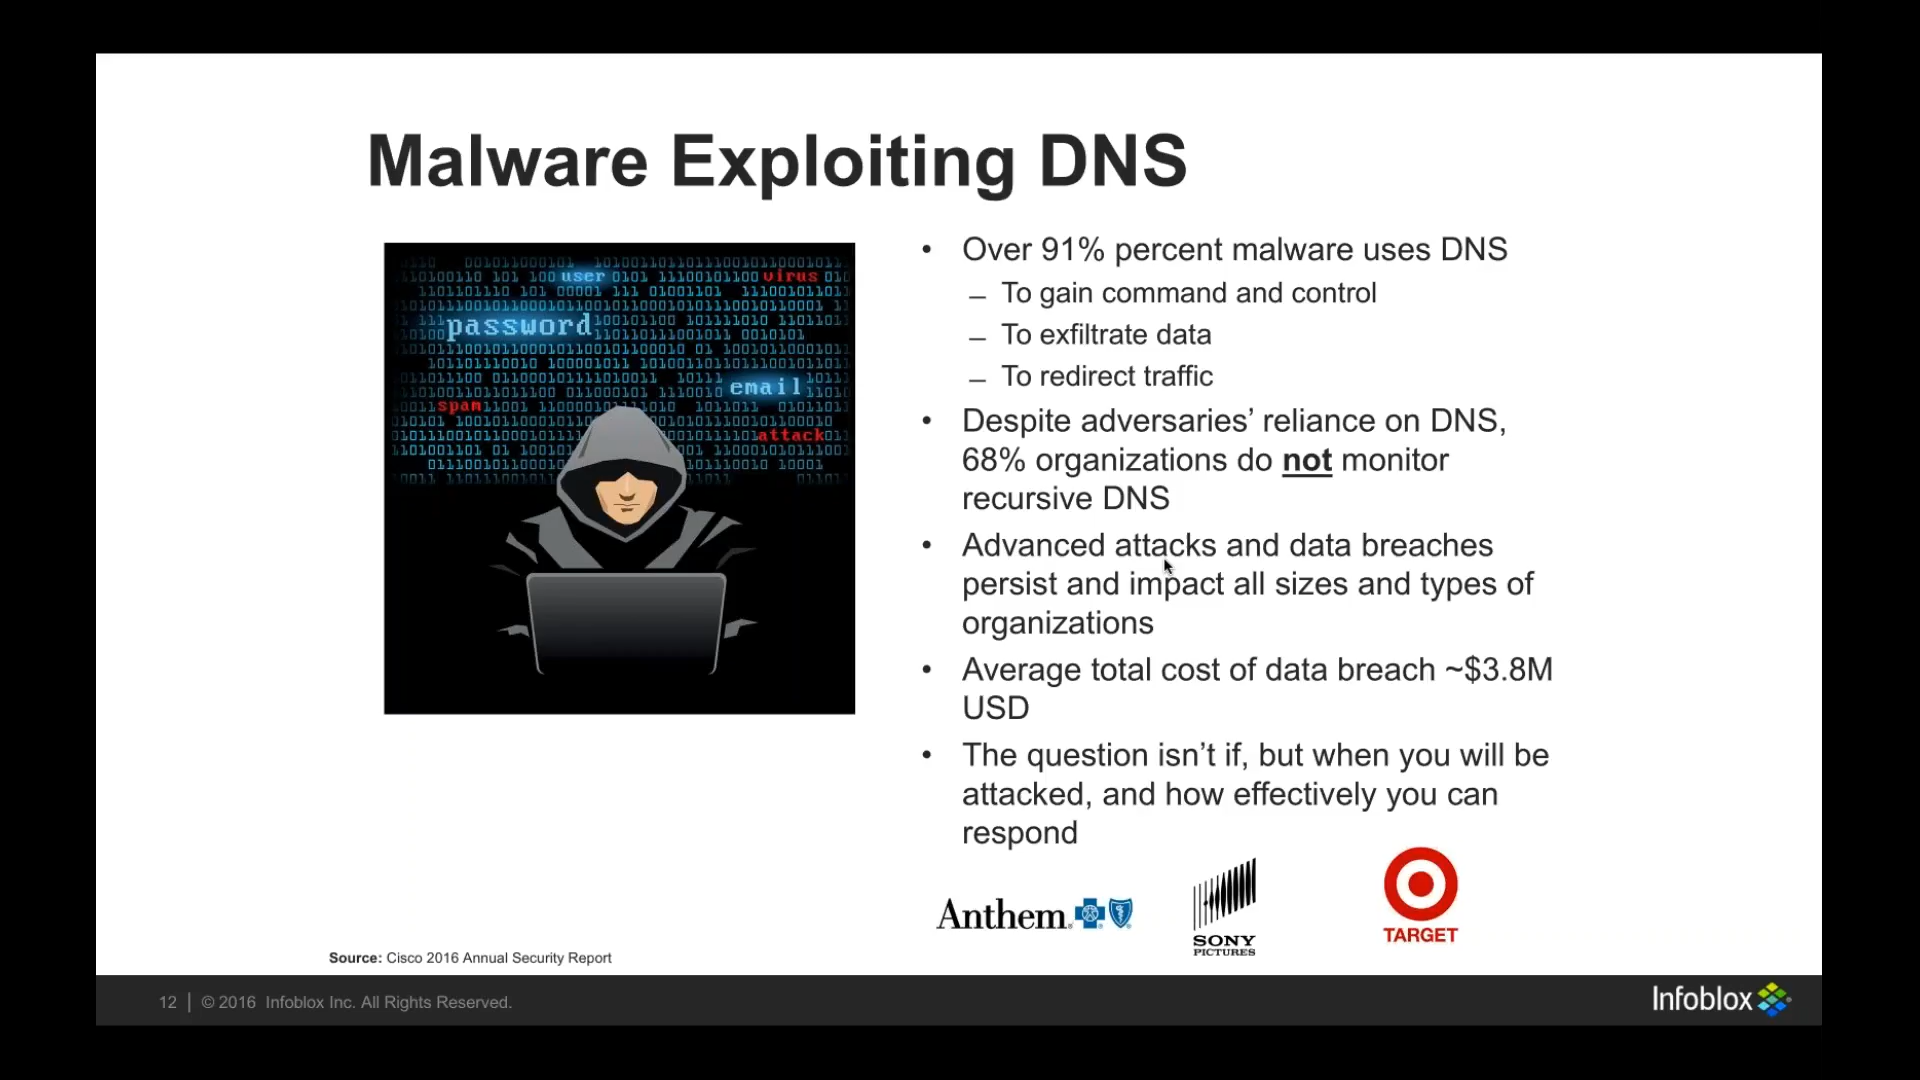 Malware Exploiting DNS
user
virus
password
email
spam
attack
• Over 91% percent malware uses DNS
– To gain command and control
– To exfiltrate data
– To redirect traffic
• Despite adversaries’ reliance on DNS,
68% organizations do not monitor
recursive DNS
• Advanced attacks and data breaches
persist and impact all sizes and types of
organizations
• Average total cost of data breach ~$3.8M
USD
• The question isn’t if, but when you will be
attacked, and how effectively you can
respond
Anthem
SONY
PICTURES
TARGET
Source: Cisco 2016 Annual Security Report
12 | © 2016 Infoblox Inc. All Rights Reserved.
Infoblox